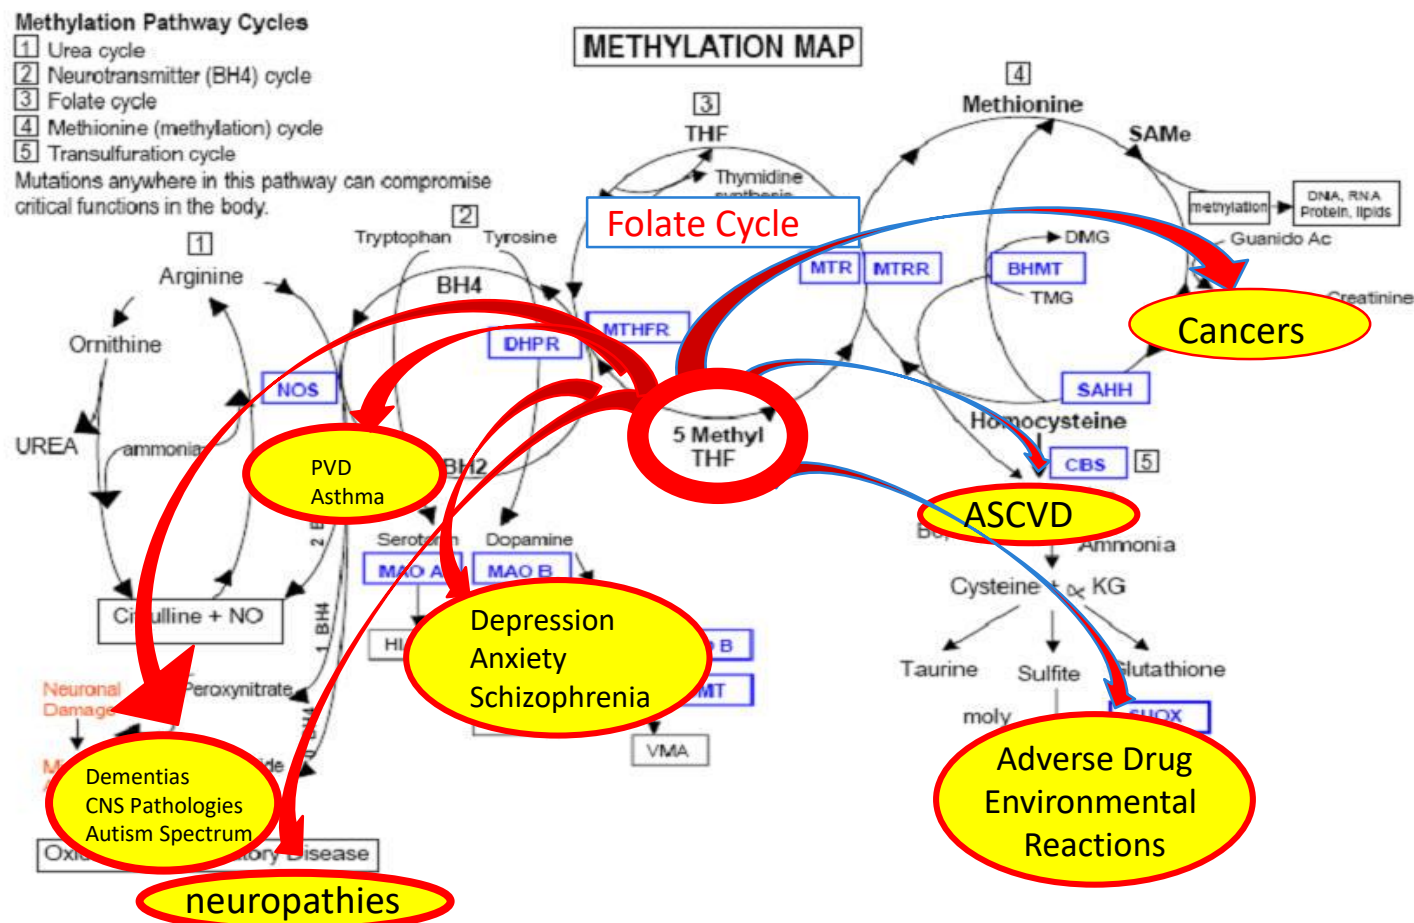 Methylation Pathway Cycles
1 Urea cycle
2 Neurotransmitter (BH4) cycle
3 Folate cycle
4 Methionine (methylation) cycle
5 Transulfuration cycle
Mutations anywhere in this pathway can compromise
critical functions in the body.
METHYLATION MAP
1
Arginine
Ornithine
UREA
ammonia
NOS
Citrulline + NO
Neuronal
Damage
Peroxynitrate
1 BH4
2
Tryptophan
Tyrosine
BH4
DHPR
BH2
PVD
Asthma
Serotonin
Dopamine
MAO A
MAO B
Depression
Anxiety
Schizophrenia
VMA
Dementias
CNS Pathologies
Autism Spectrum
Disease
neuropathies
3
THF
Thymidine
synthesis
Folate Cycle
MTHFR
5 Methyl
THF
MTR
MTRR
4
Methionine
SAMe
methylation
DNA, RNA
Protein, lipids
Guanido Ac
Creatinine
DMG
BHMT
TMG
Cancers
SAHH
Homocysteine
CBS
5
ASCVD
Ammonia
Cysteine + ∝ KG
Taurine
Sulfite
Glutathione
moly
SUOX
Adverse Drug
Environmental
Reactions